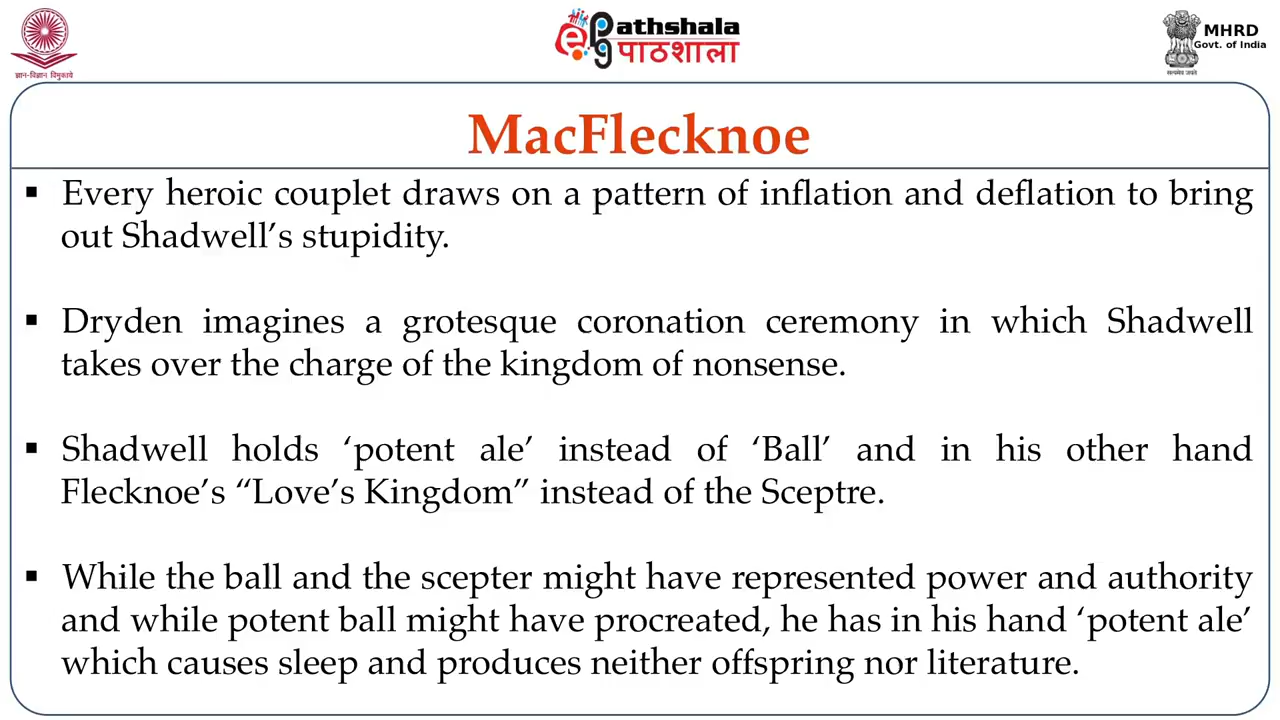 ज्ञान-विज्ञान विमुक्तये
ePathshala
पाठशाला
MHRD
Govt. of India
सत्यमेव जयते
MacFlecknoe
▪ Every heroic couplet draws on a pattern of inflation and deflation to bring
out Shadwell’s stupidity.
▪ Dryden imagines a grotesque coronation ceremony in which Shadwell
takes over the charge of the kingdom of nonsense.
▪ Shadwell holds ‘potent ale’ instead of ‘Ball’ and in his other hand
Flecknoe’s “Love’s Kingdom” instead of the Sceptre.
▪ While the ball and the scepter might have represented power and authority
and while potent ball might have procreated, he has in his hand ‘potent ale’
which causes sleep and produces neither offspring nor literature.